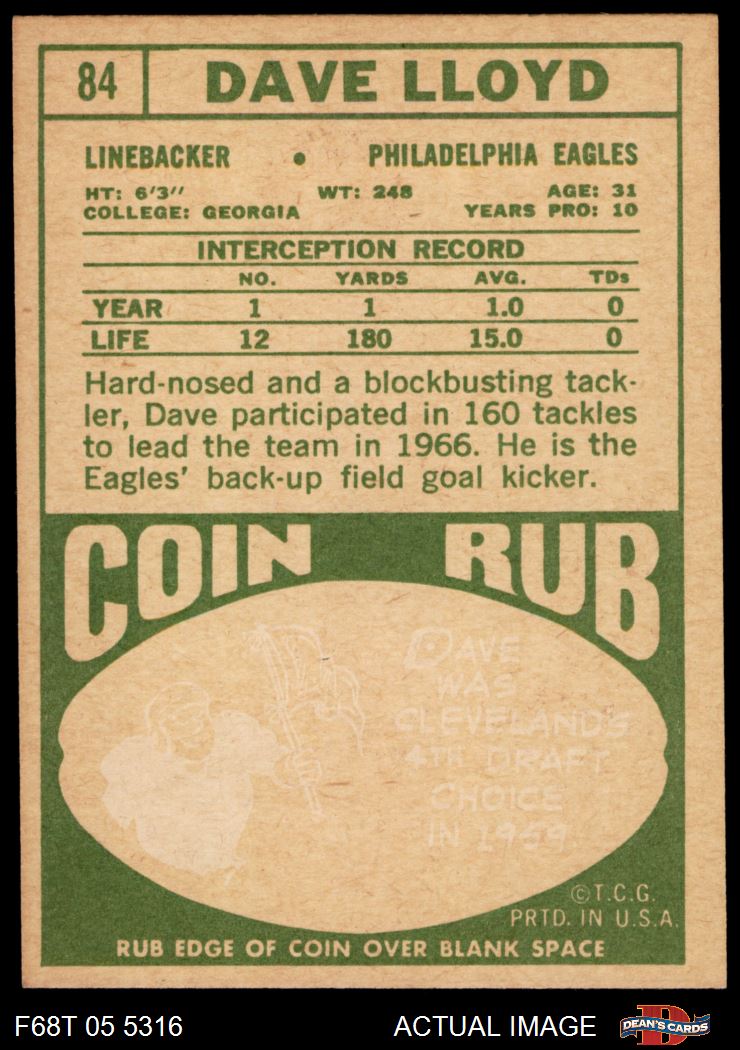 84 DAVE LLOYD
LINEBACKER • PHILADELPHIA EAGLES
HT: 6'3" WT: 248 AGE: 31
COLLEGE: GEORGIA YEARS PRO: 10
INTERCEPTION RECORD
NO. YARDS AVG. TDs
YEAR 1 1 1.0 0
LIFE 12 180 15.0 0
Hard-nosed and a blockbusting tack-
ler, Dave participated in 160 tackles
to lead the team in 1966. He is the
Eagles' back-up field goal kicker.
COIN RUB
DAVE
WAS
CLEVELAND'S
4TH DRAFT
CHOICE
IN 1959
©T.C.G.
PRTD. IN U.S.A.
RUB EDGE OF COIN OVER BLANK SPACE
F68T 05 5316 ACTUAL IMAGE DEAN'S CARDS